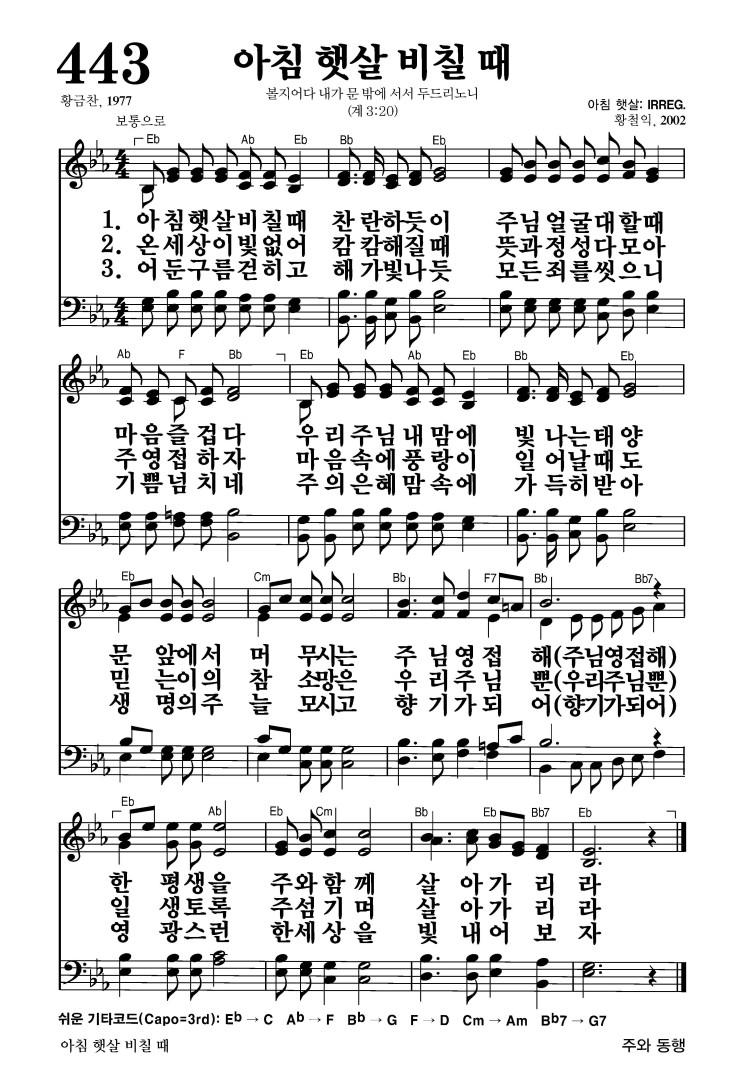 443 아침 햇살 비칠 때
볼지어다 내가 문 밖에 서서 두드리노니
(계 3:20)
황금찬, 1977
아침 햇살: IRREG.
보통으로
황철익, 2002
Eb Ab Eb Bb Eb
1. 아침햇살비칠때 찬란하듯이 주님얼굴대할때
2. 온세상이빛없어 캄캄해질때 뜻과정성다모아
3. 어둔구름걷히고 해가빛나듯 모든죄를씻으니
Ab F Bb Eb Ab Eb Bb Eb
마음즐겁다 우리주님내맘에 빛나는태양
주영접하자 마음속에풍랑이 일어날때도
기쁨넘치네 주의은혜맘속에 가득히받아
Eb Cm Bb F7 Bb Bb7
문 앞에서 머 무시는 주님영접 해(주님영접해)
믿 는이의 참 소망은 우리주님 뿐(우리주님뿐)
생 명의주 늘 모시고 향기가되 어(향기가되어)
Eb Ab Eb Cm Bb Eb Bb7 Eb
한 평생을 주와함께 살아가리라
일 생토록 주섬기며 살아가리라
영 광스런 한세상을 빛내어보자
쉬운 기타코드(Capo=3rd): Eb → C Ab → F Bb → G F → D Cm → Am Bb7 → G7
아침 햇살 비칠 때 주와 동행